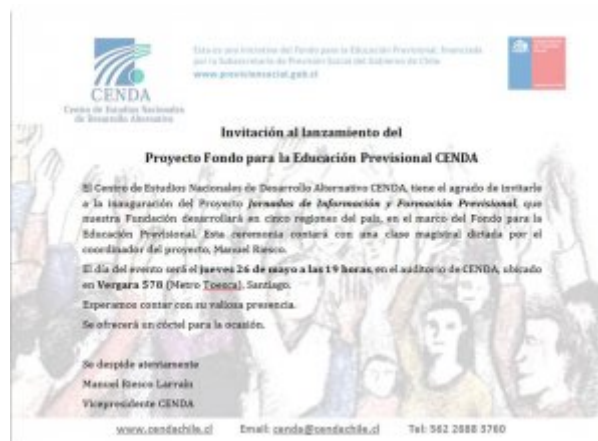 Esta es una iniciativa del Fondo para la Educación Previsional, financiada
por la Subsecretaría de Previsión Social del Gobierno de Chile
www.previsionsocial.gob.cl
CENDA
Centro de Estudios Nacionales
de Desarrollo Alternativo
Invitación al lanzamiento del
Proyecto Fondo para la Educación Previsional CENDA
El Centro de Estudios Nacionales de Desarrollo Alternativo CENDA, tiene el agrado de invitarle
a la inauguración del Proyecto Jornadas de Información y Formación Previsional, que
nuestra Fundación desarrollará en cinco regiones del país, en el marco del Fondo para la
Educación Previsional. Esta ceremonia contará con una clase magistral dictada por el
coordinador del proyecto, Manuel Riesco.
El día del evento será el jueves 26 de mayo a las 19 horas, en el auditorio de CENDA, ubicado
en Vergara 578 (Metro Toesca). Santiago.
Esperamos contar con su valiosa presencia.
Se ofrecerá un cóctel para la ocasión.
Se despide atentamente
Manuel Riesco Larraín
Vicepresidente CENDA
www.cendachile.cl Email: cenda@cendachile.cl Tel: 562 2688 3760